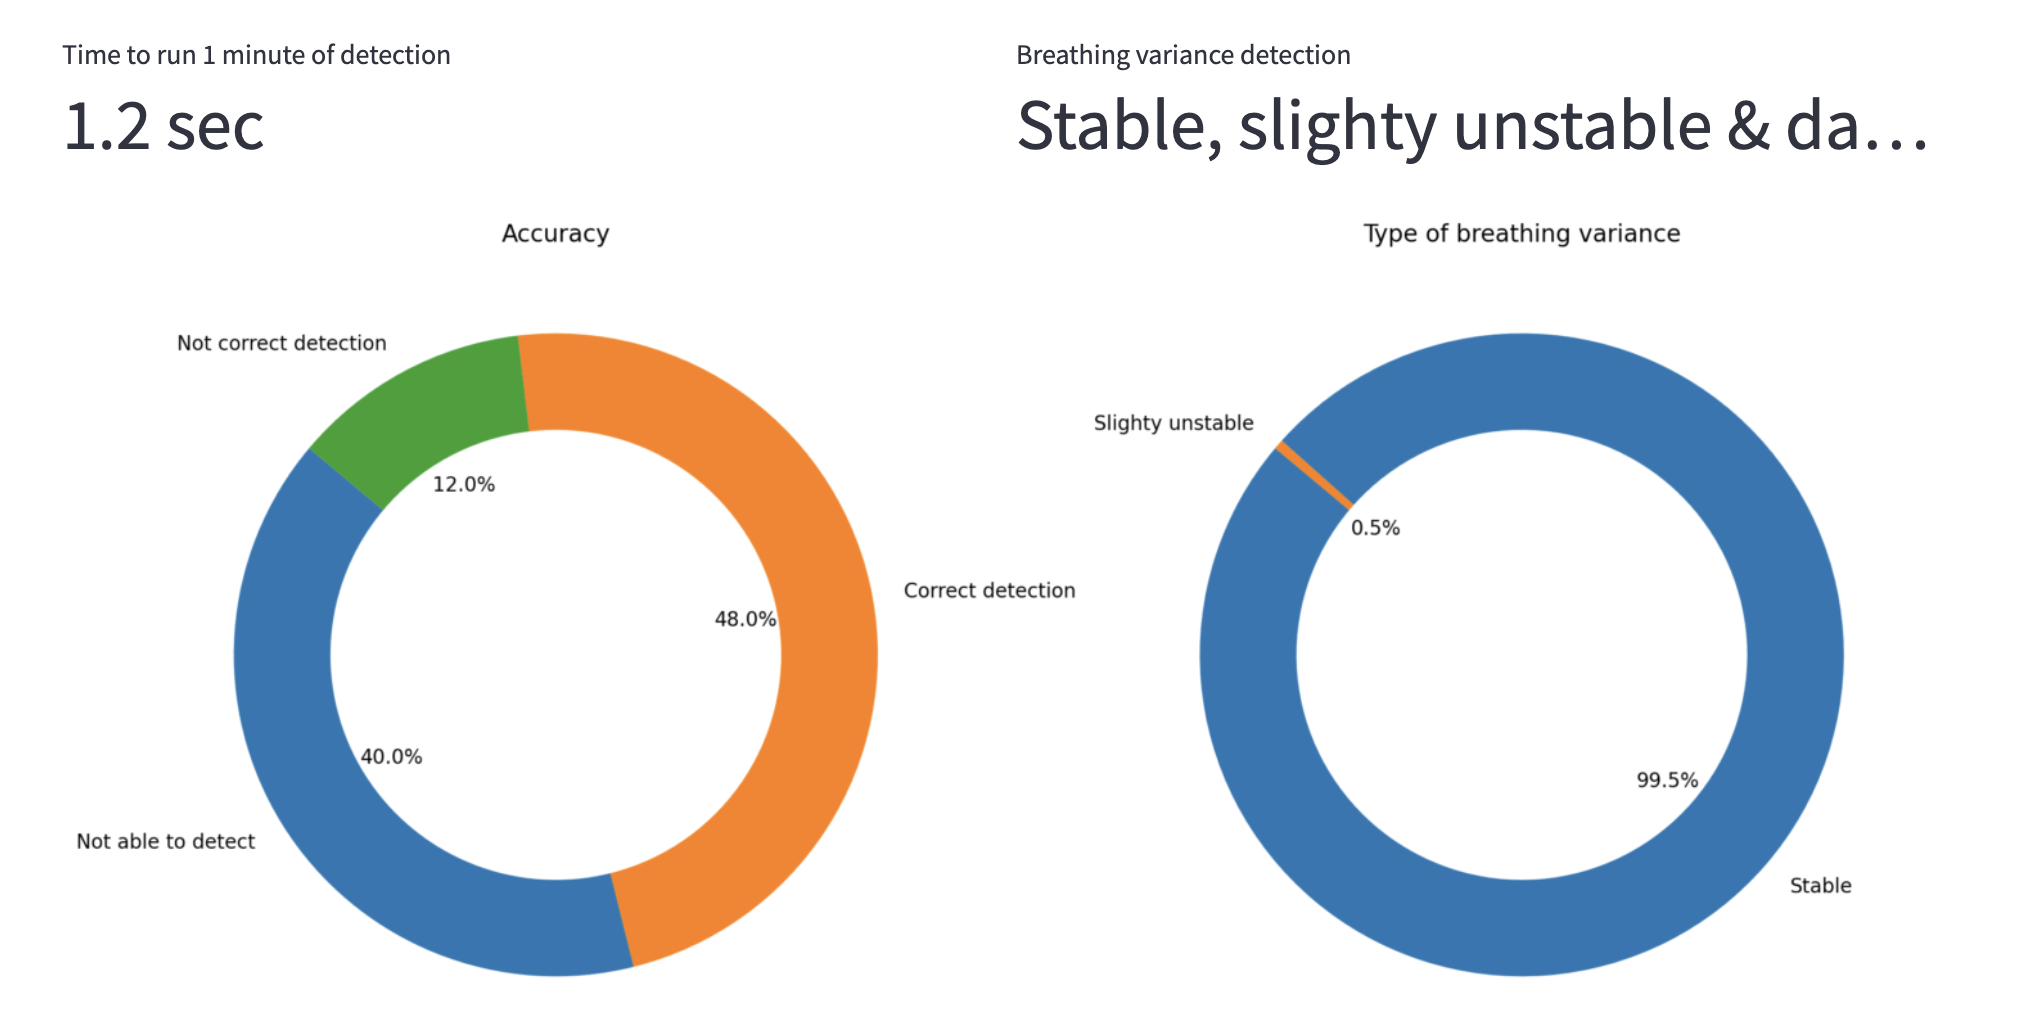 Time to run 1 minute of detection
1.2 sec
Breathing variance detection
Stable, slighty unstable & da…
Accuracy
Not correct detection
12.0%
Correct detection
48.0%
40.0%
Not able to detect
Type of breathing variance
Slighty unstable
0.5%
99.5%
Stable